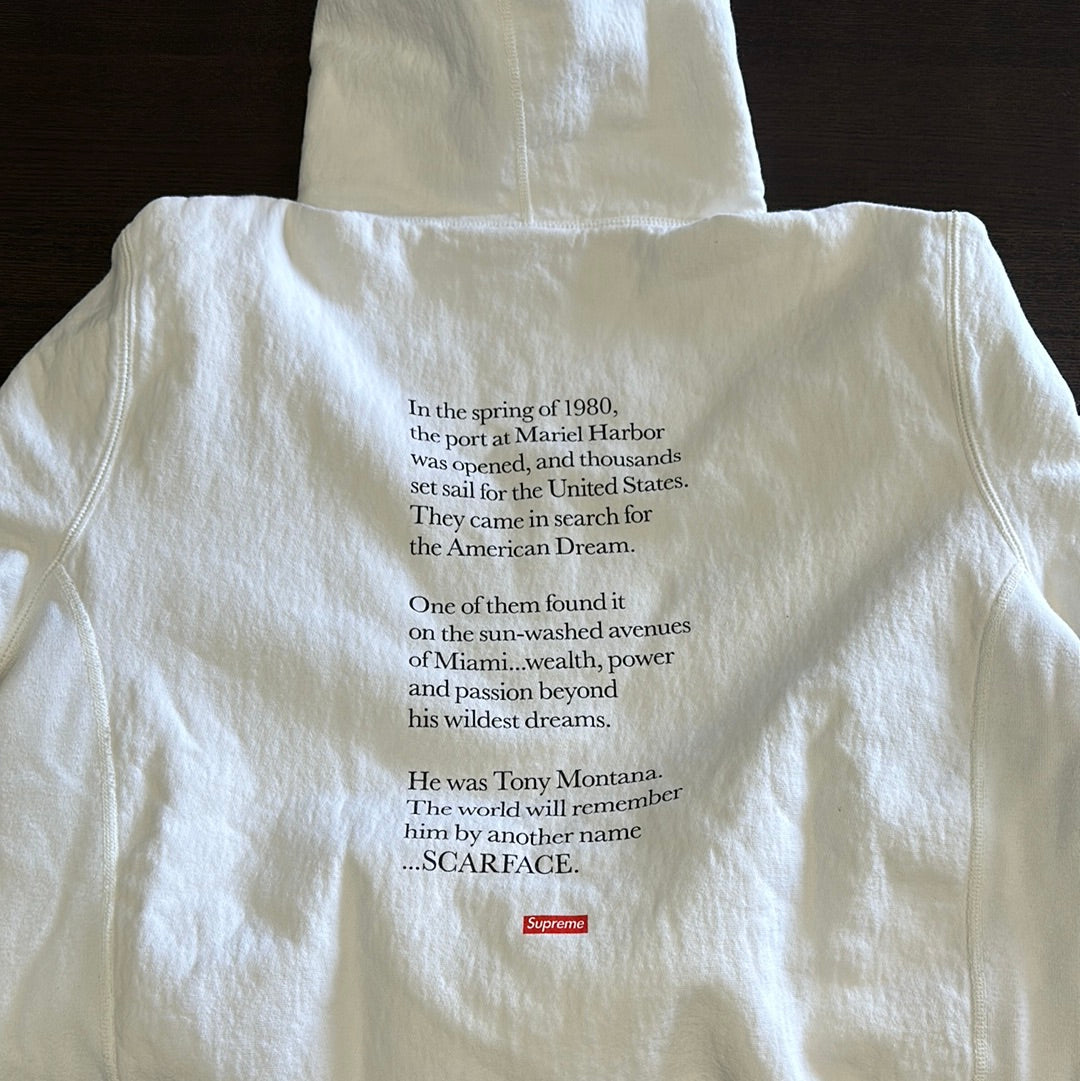 In the spring of 1980,
the port at Mariel Harbor
was opened, and thousands
set sail for the United States.
They came in search for
the American Dream.
One of them found it
on the sun-washed avenues
of Miami...wealth, power
and passion beyond
his wildest dreams.
He was Tony Montana.
The world will remember
him by another name
...SCARFACE.
Supreme